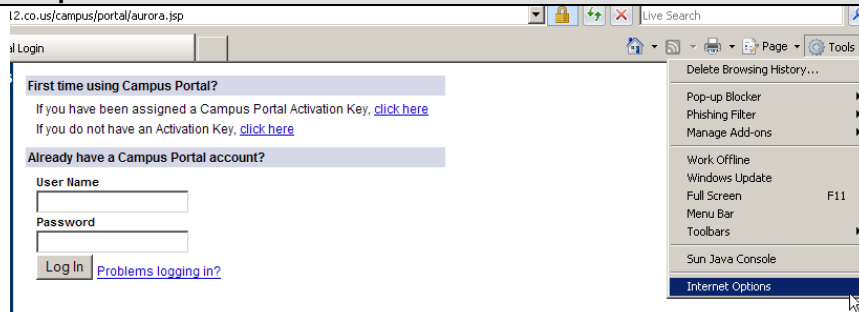 12.co.us/campus/portal/aurora.jsp
Live Search
al Login
Page
Tools
First time using Campus Portal?
If you have been assigned a Campus Portal Activation Key, click here
If you do not have an Activation Key, click here
Already have a Campus Portal account?
User Name
Password
Log In
Problems logging in?
Delete Browsing History...
Pop-up Blocker
Phishing Filter
Manage Add-ons
Work Offline
Windows Update
Full Screen F11
Menu Bar
Toolbars
Sun Java Console
Internet Options